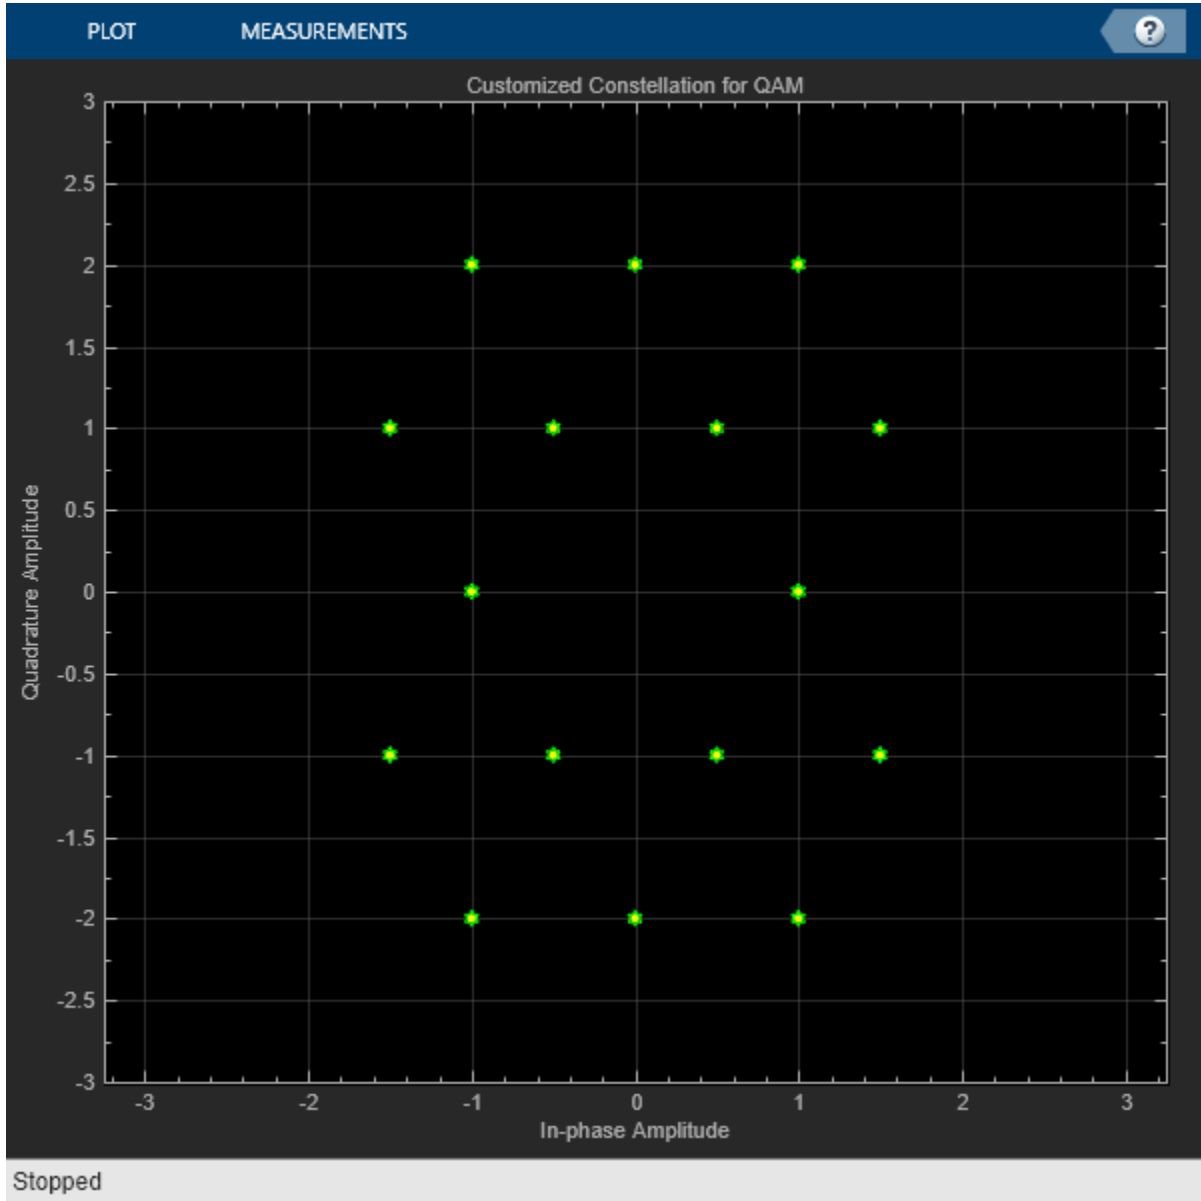 PLOT MEASUREMENTS ?
Customized Constellation for QAM
3
2.5
2
1.5
1
0.5
0
-0.5
-1
-1.5
-2
-2.5
-3
Quadrature Amplitude
-3 -2 -1 0 1 2 3
In-phase Amplitude
Stopped